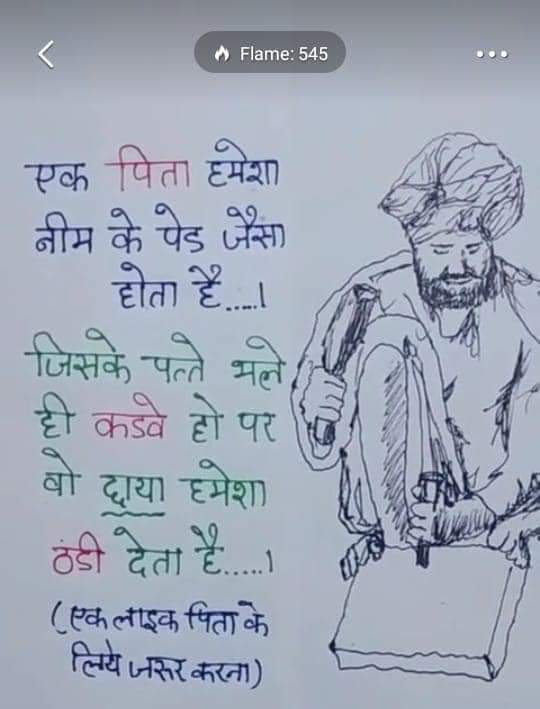 Flame: 545
एक पिता हमेशा
नीम के पेड जैसा
होता है.....।
जिसके पत्ते भले
ही कडवे हो पर
वो छाया हमेशा
ठंडी देता है.....।
(एक लाइक पिता के
लिये जरूर करना)